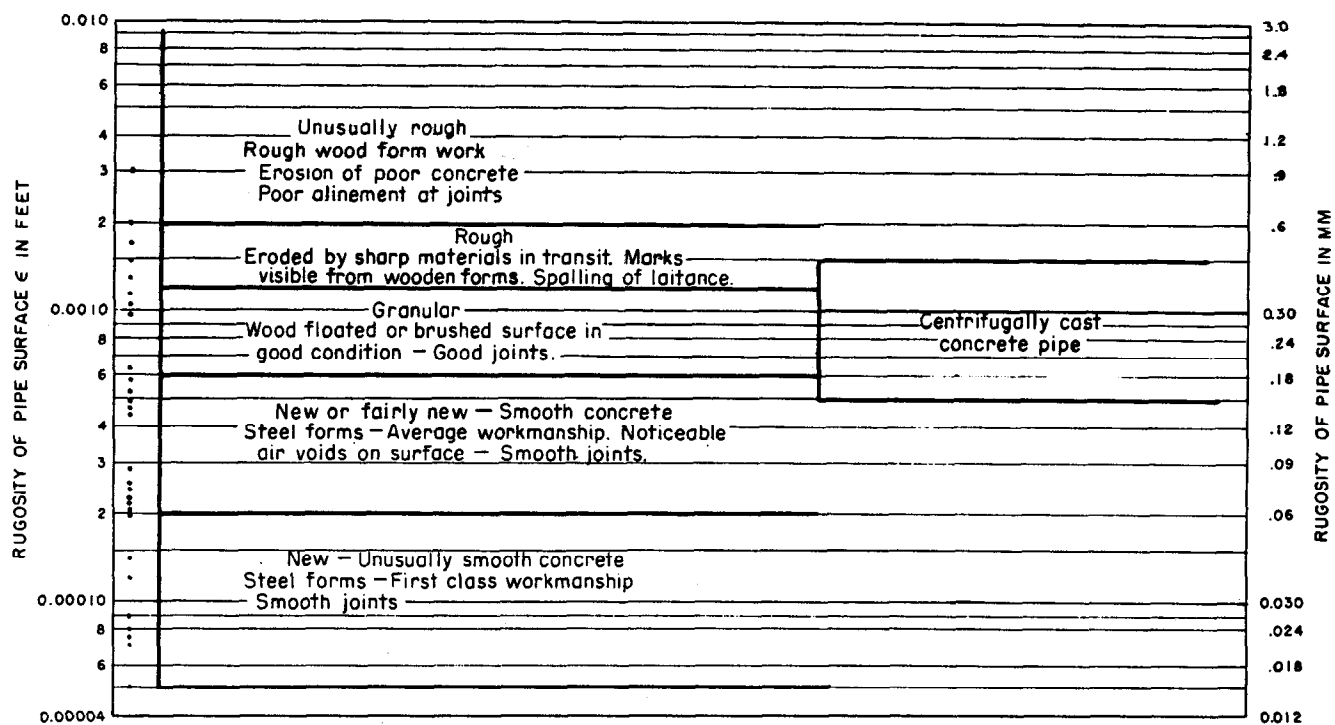 RUGOSITY OF PIPE SURFACE ϵ IN FEET
0.010
8
6
4
3
2
0.0010
8
6
4
3
2
0.00010
8
6
0.00004
Unusually rough
Rough wood form work
Erosion of poor concrete
Poor alinement at joints
Rough
Eroded by sharp materials in transit. Marks
visible from wooden forms. Spalling of laitance.
Granular
Wood floated or brushed surface in
good condition – Good joints.
New or fairly new – Smooth concrete
Steel forms – Average workmanship. Noticeable
air voids on surface – Smooth joints.
New – Unusually smooth concrete
Steel forms – First class workmanship
Smooth joints
Centrifugally cast
concrete pipe
3.0
2.4
1.8
1.2
.9
.6
0.30
.24
.18
.12
.09
.06
0.030
.024
.018
0.012
RUGOSITY OF PIPE SURFACE IN MM